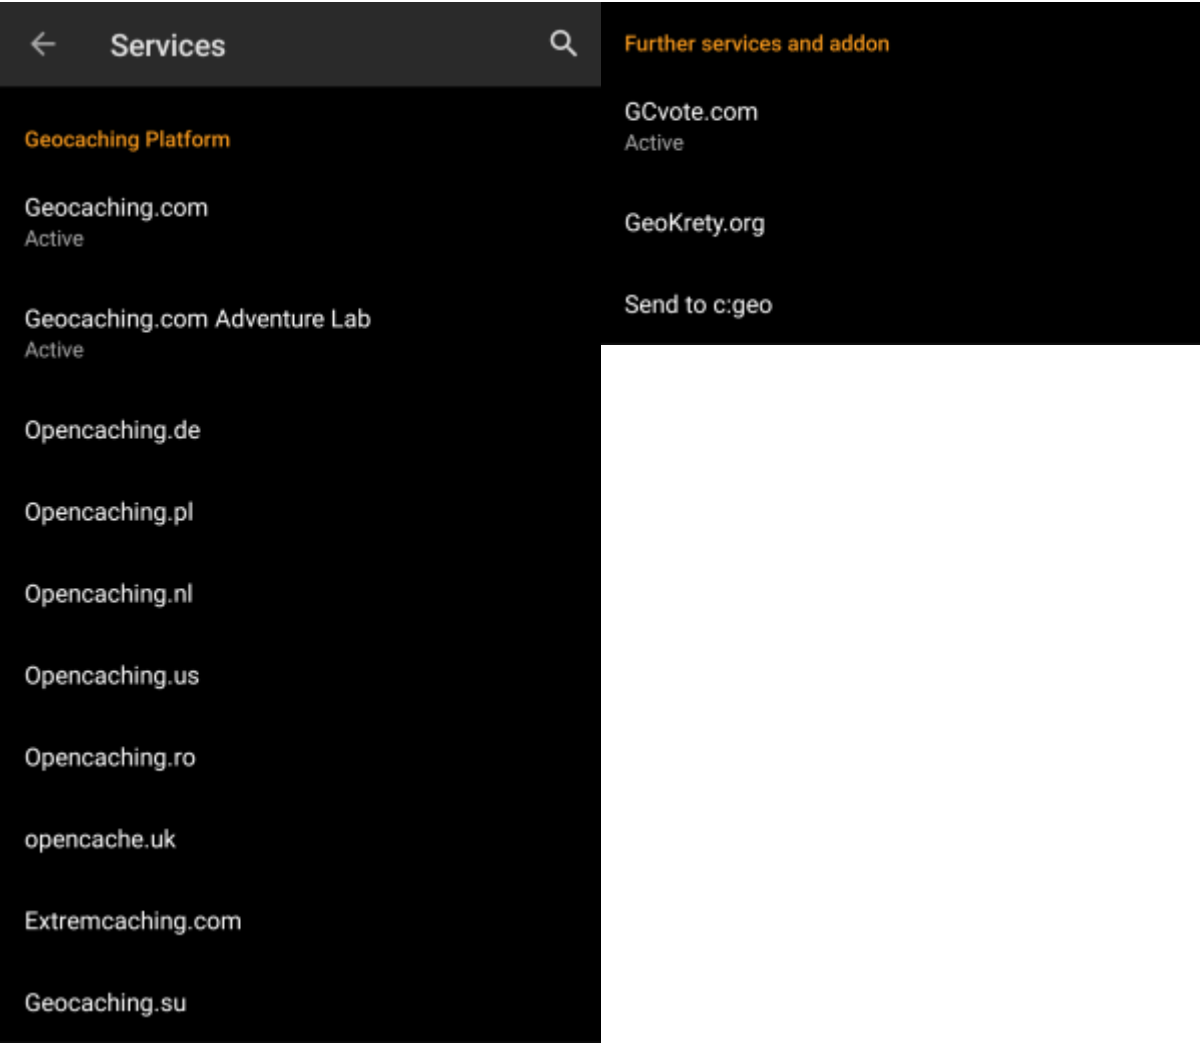 Services
Geocaching Platform
Geocaching.com
Active
Geocaching.com Adventure Lab
Active
Opencaching.de
Opencaching.pl
Opencaching.nl
Opencaching.us
Opencaching.ro
opencache.uk
Extremcaching.com
Geocaching.su
Further services and addon
GCvote.com
Active
GeoKrety.org
Send to c:geo